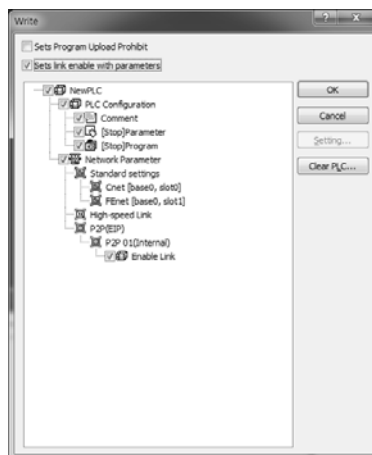 Write
Sets Program Upload Prohibit
Sets link enable with parameters
NewPLC
PLC Configuration
Comment
[Stop]Parameter
[Stop]Program
Network Parameter
Standard settings
Cnet [base0, slot0]
FEnet [base0, slot1]
High-speed Link
P2P(EIP)
P2P 01(Internal)
Enable Link
OK
Cancel
Setting...
Clear PLC...